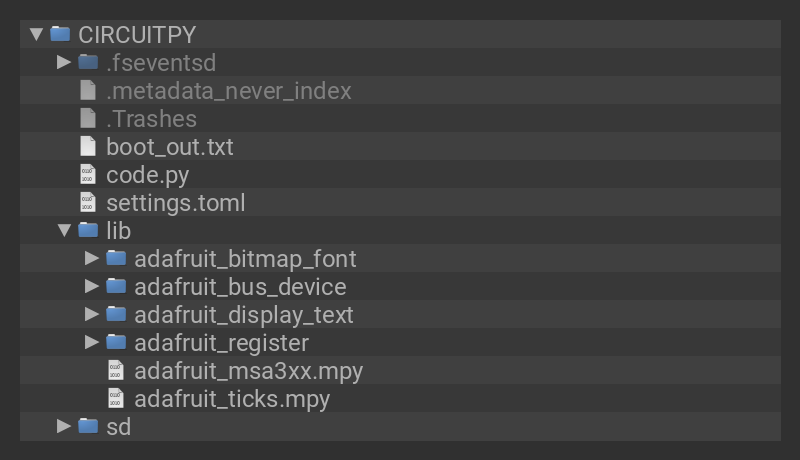 CIRCUITPY
.fseventsd
.metadata_never_index
.Trashes
boot_out.txt
code.py
settings.toml
lib
adafruit_bitmap_font
adafruit_bus_device
adafruit_display_text
adafruit_register
adafruit_msa3xx.mpy
adafruit_ticks.mpy
sd